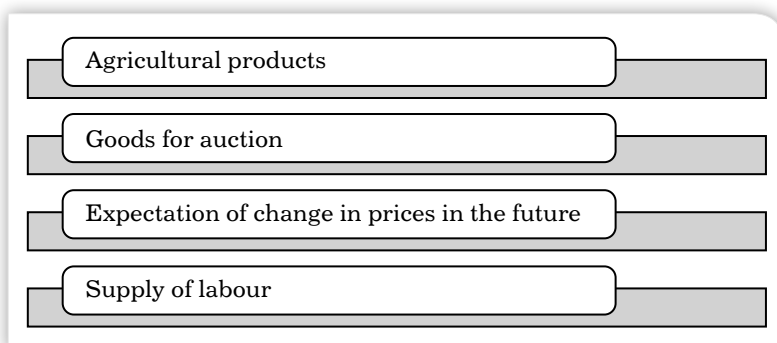 Agricultural products
Goods for auction
Expectation of change in prices in the future
Supply of labour